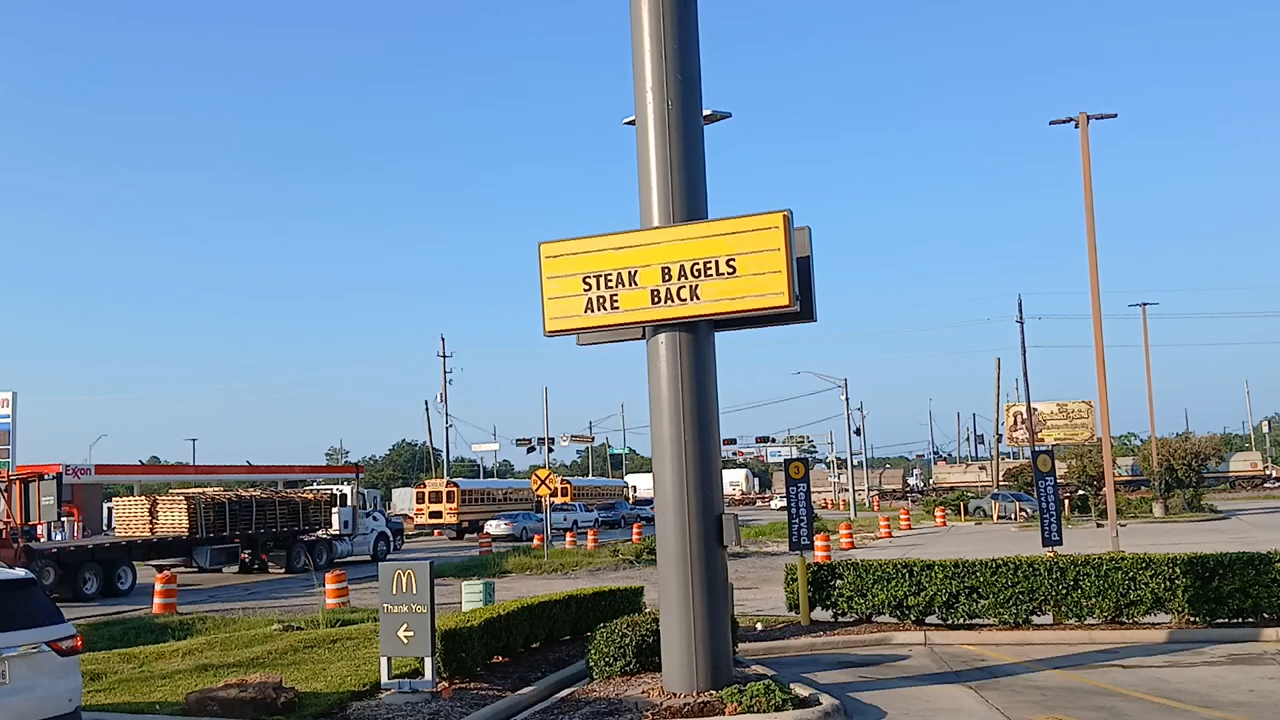 STEAK BAGELS
ARE BACK
Exxon
Thank You
3
Reserved
Drive-Thru
Reserved
Drive-Thru